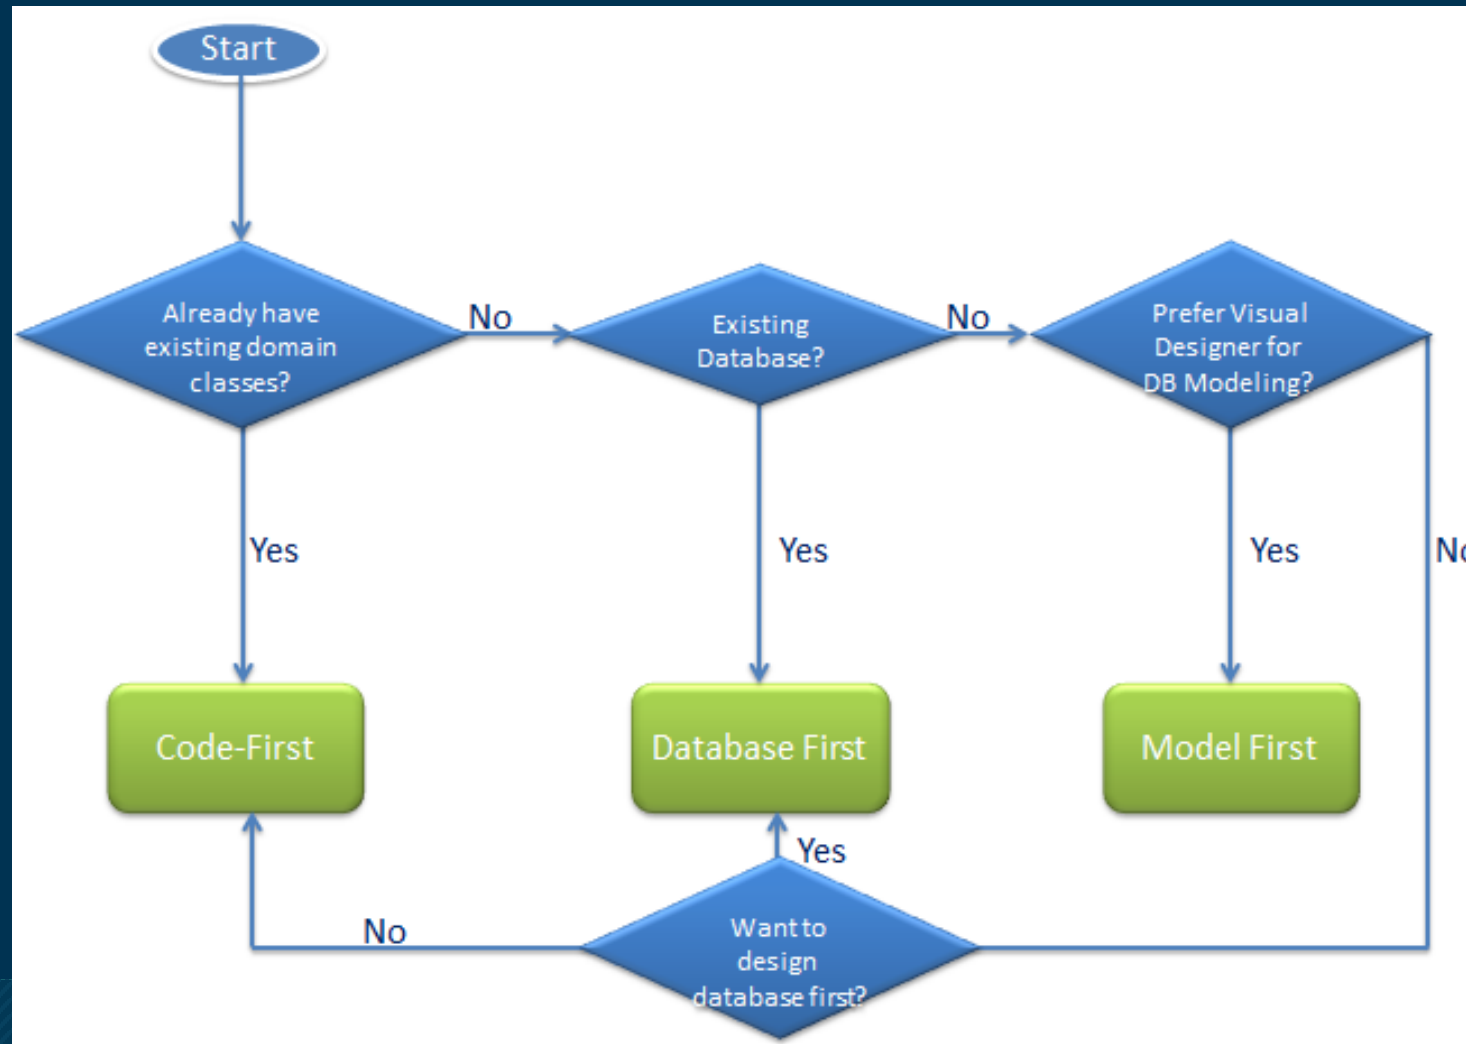 Start
Already have
existing domain
classes?
No
Existing
Database?
No
Prefer Visual
Designer for
DB Modeling?
Yes
Yes
Yes
No
Code-First
Database First
Model First
Yes
No
Want to
design
database first?